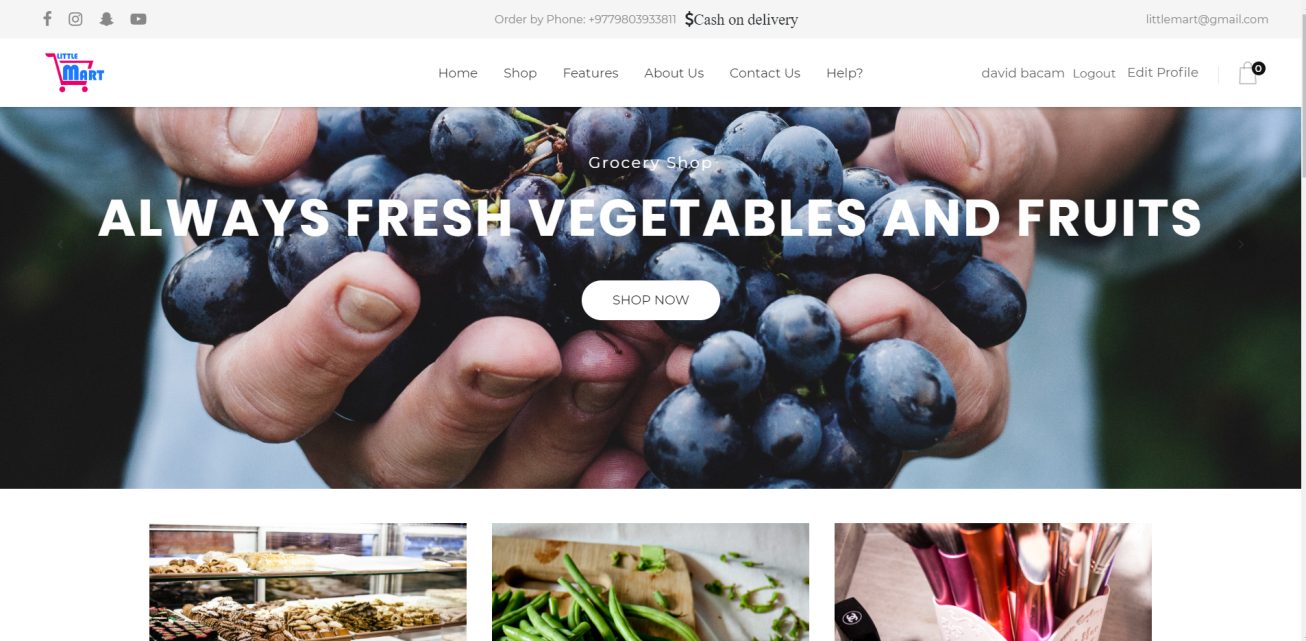 Order by Phone: +9779803933811 $Cash on delivery
littlemart@gmail.com
LITTLE
MART
Home Shop Features About Us Contact Us Help?
david bacam Logout Edit Profile
0
Grocery Shop
ALWAYS FRESH VEGETABLES AND FRUITS
SHOP NOW